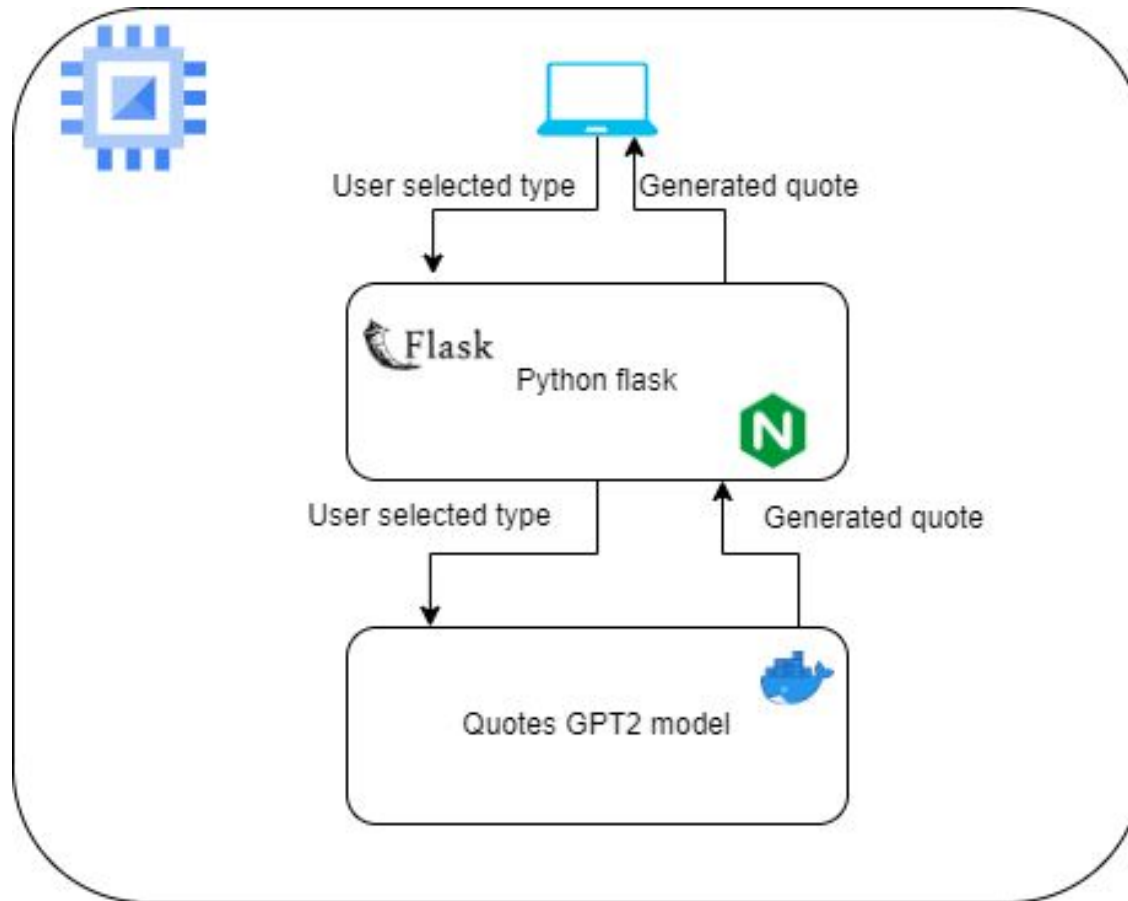 User selected type
Generated quote
Flask
Python flask
N
User selected type
Generated quote
Quotes GPT2 model